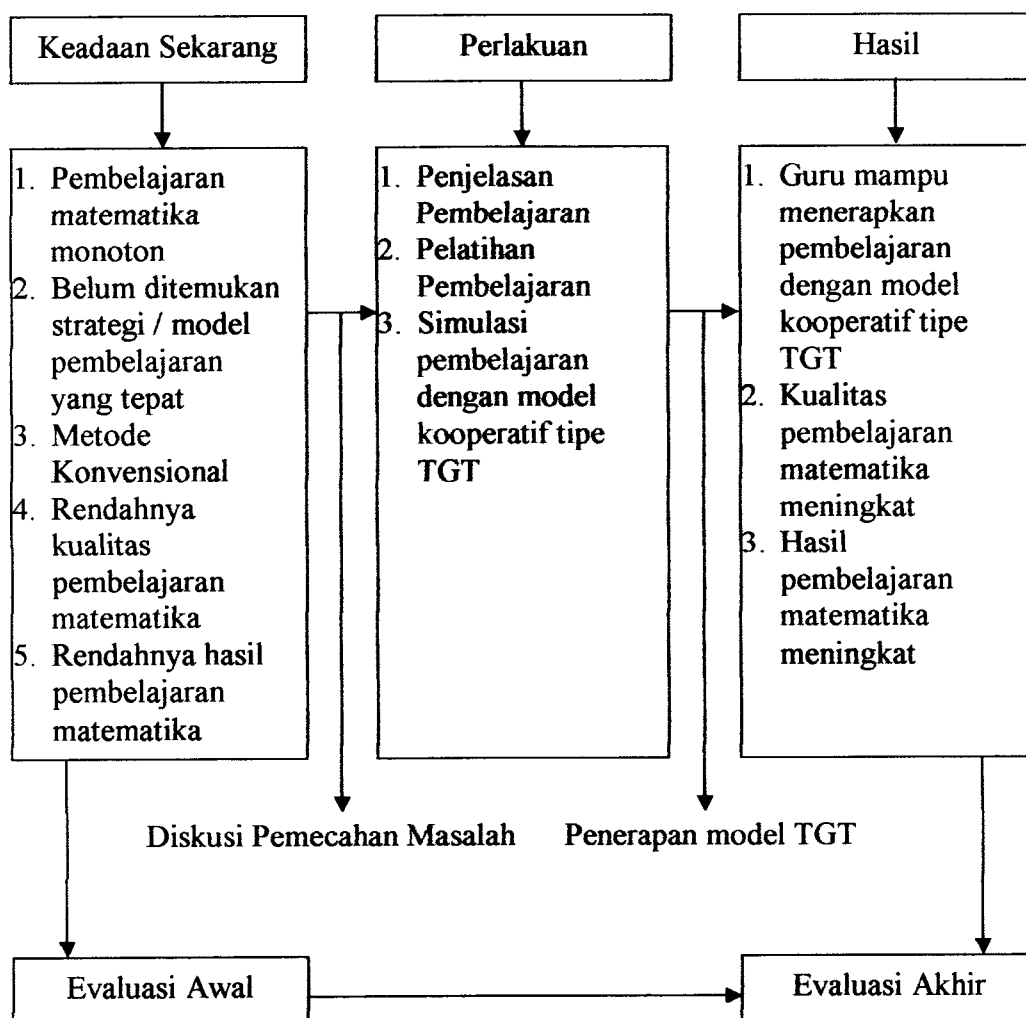 Keadaan Sekarang
Perlakuan
Hasil
1. Pembelajaran
matematika
monoton
2. Belum ditemukan
strategi / model
pembelajaran
yang tepat
3. Metode
Konvensional
4. Rendahnya
kualitas
pembelajaran
matematika
5. Rendahnya hasil
pembelajaran
matematika
1. Penjelasan
Pembelajaran
2. Pelatihan
Pembelajaran
3. Simulasi
pembelajaran
dengan model
kooperatif tipe
TGT
1. Guru mampu
menerapkan
pembelajaran
dengan model
kooperatif tipe
TGT
2. Kualitas
pembelajaran
matematika
meningkat
3. Hasil
pembelajaran
matematika
meningkat
Diskusi Pemecahan Masalah
Penerapan model TGT
Evaluasi Awal
Evaluasi Akhir